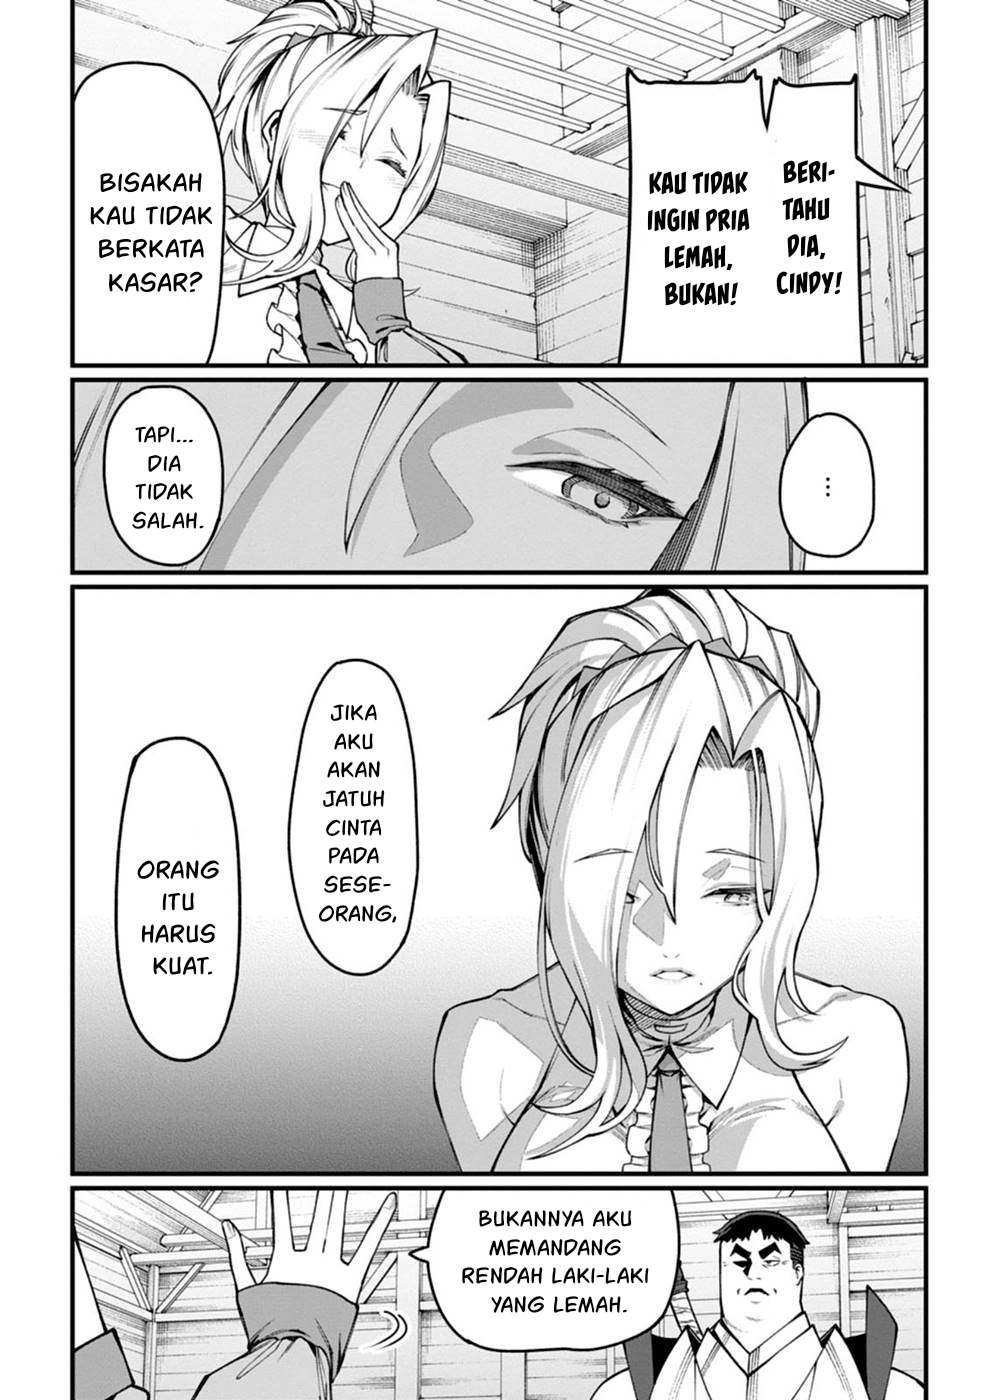 BERI-
TAHU
DIA,
CINDY!
KAU TIDAK
INGIN PRIA
LEMAH,
BUKAN!
BISAKAH
KAU TIDAK
BERKATA
KASAR?
...
TAPI...
DIA
TIDAK
SALAH.
JIKA
AKU
AKAN
JATUH
CINTA
PADA
SESE-
ORANG,
ORANG
ITU
HARUS
KUAT.
BUKANNYA AKU
MEMANDANG
RENDAH LAKI-LAKI
YANG LEMAH.